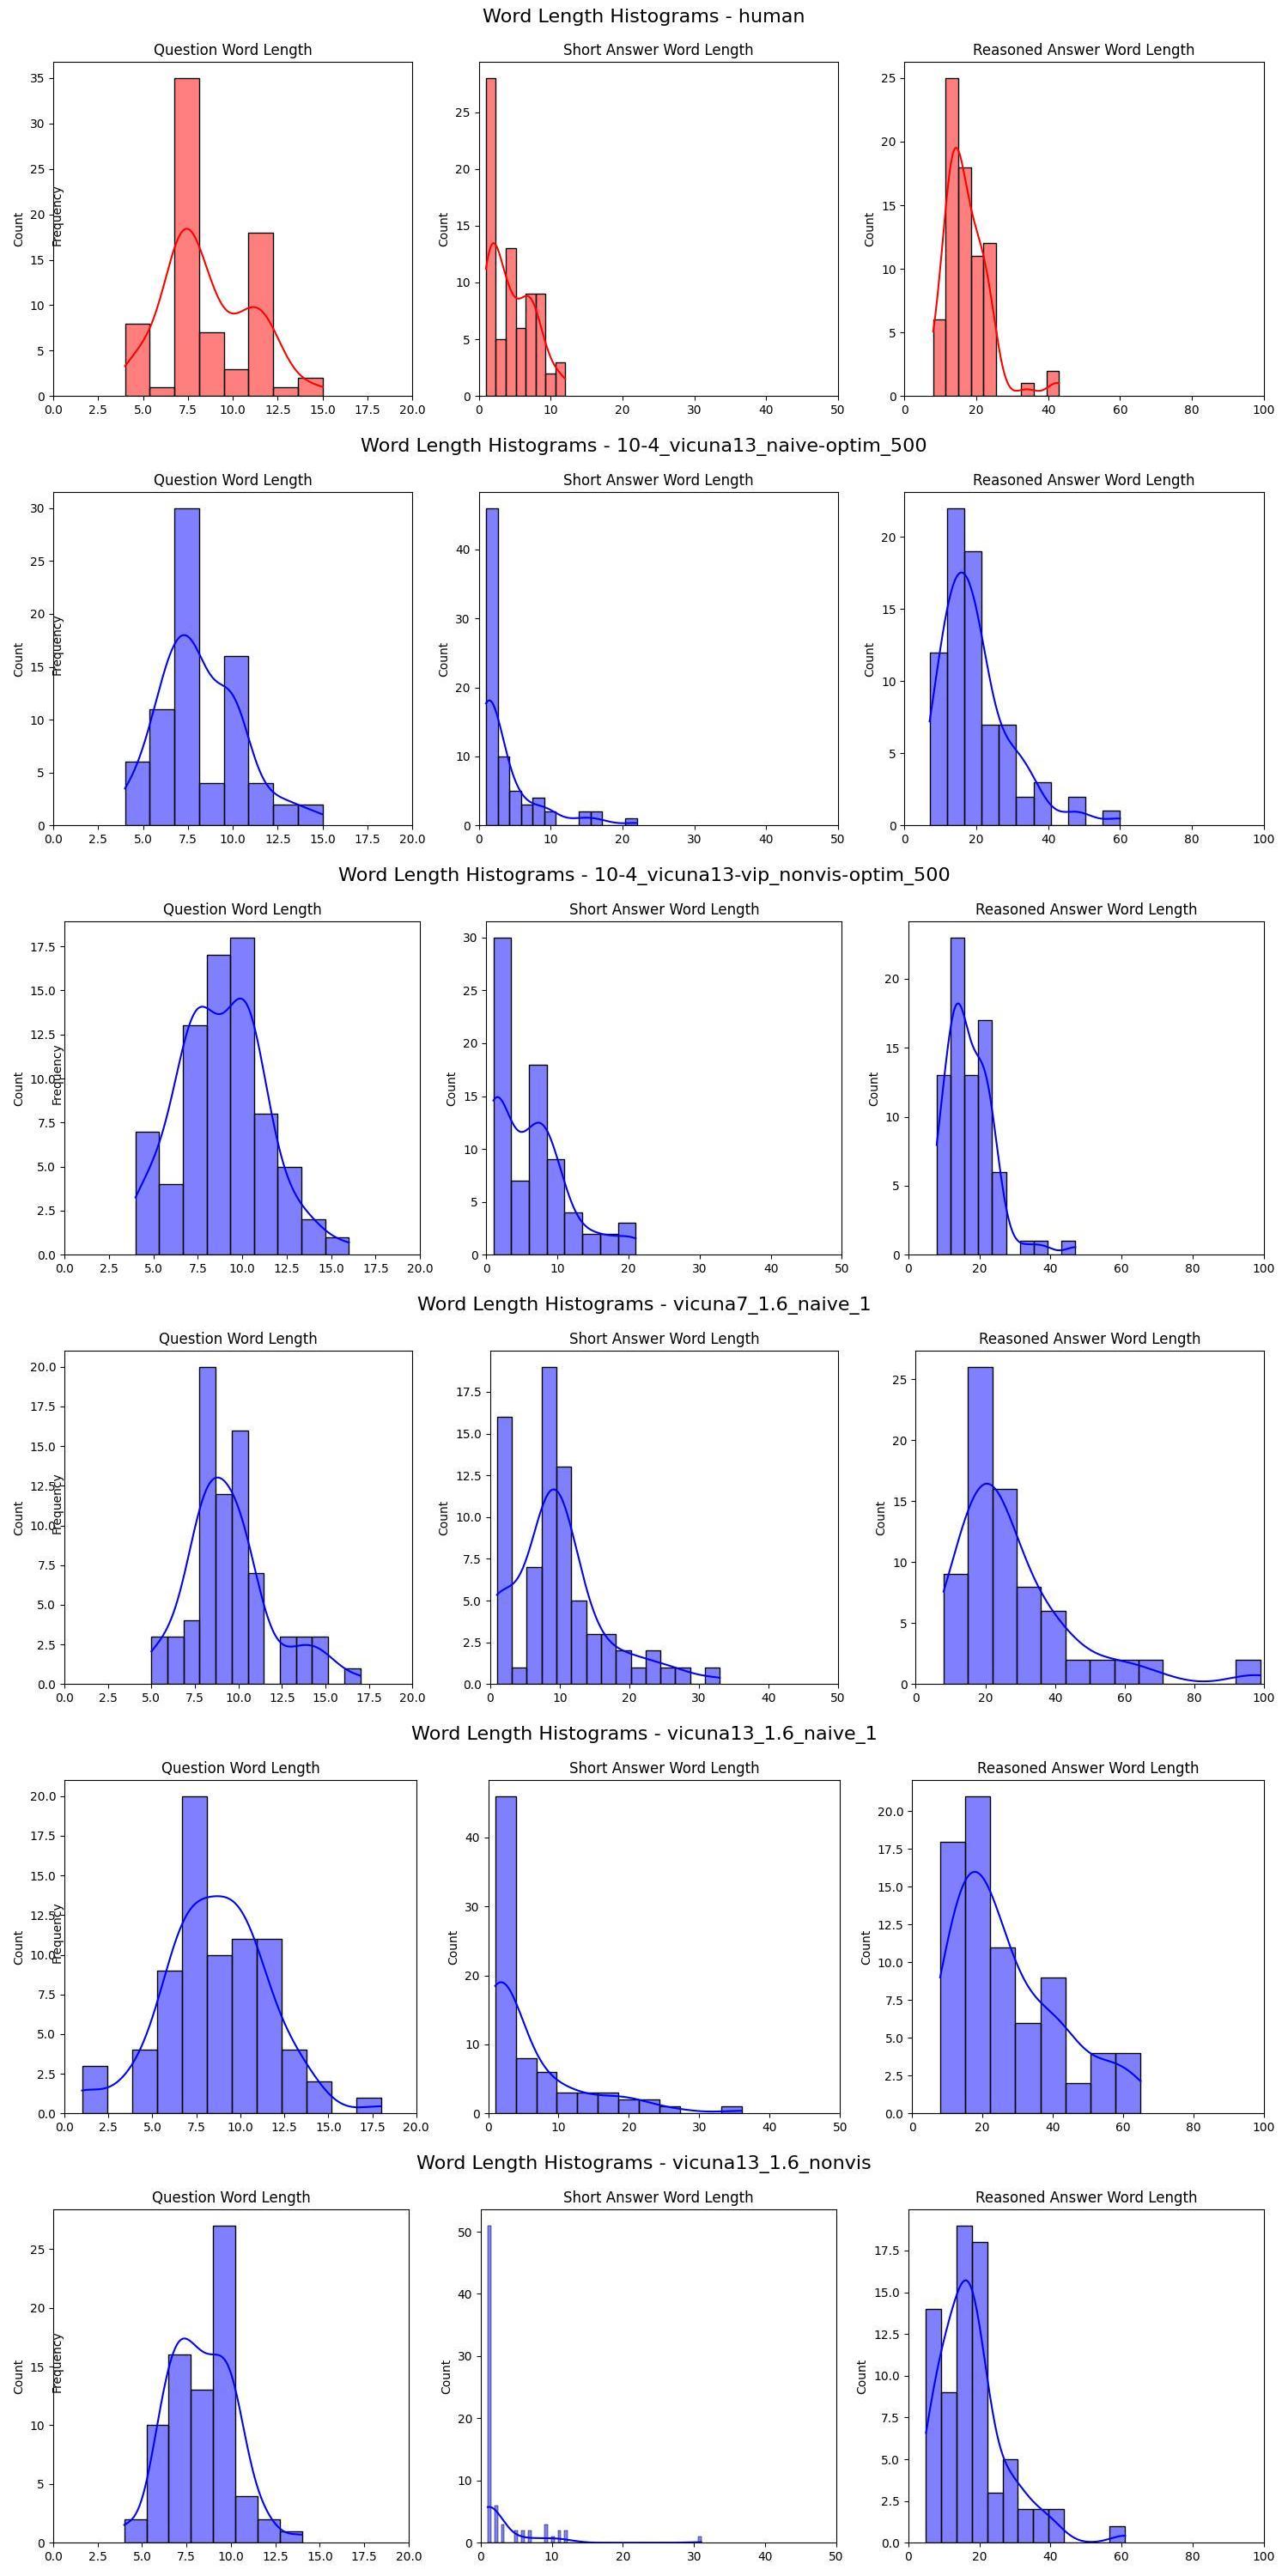 Word Length Histograms - human
Question Word Length
Count
Frequency
35
30
25
20
15
10
5
0
0.0 2.5 5.0 7.5 10.0 12.5 15.0 17.5 20.0
Short Answer Word Length
Count
25
20
15
10
5
0
0 10 20 30 40 50
Reasoned Answer Word Length
Count
25
20
15
10
5
0
0 20 40 60 80 100
Word Length Histograms - 10-4_vicuna13_naive-optim_500
Question Word Length
Count
Frequency
30
25
20
15
10
5
0
0.0 2.5 5.0 7.5 10.0 12.5 15.0 17.5 20.0
Short Answer Word Length
Count
40
30
20
10
0
0 10 20 30 40 50
Reasoned Answer Word Length
Count
20
15
10
5
0
0 20 40 60 80 100
Word Length Histograms - 10-4_vicuna13-vip_nonvis-optim_500
Question Word Length
Count
Frequency
17.5
15.0
12.5
10.0
7.5
5.0
2.5
0.0
0.0 2.5 5.0 7.5 10.0 12.5 15.0 17.5 20.0
Short Answer Word Length
Count
30
25
20
15
10
5
0
0 10 20 30 40 50
Reasoned Answer Word Length
Count
20
15
10
5
0
0 20 40 60 80 100
Word Length Histograms - vicuna7_1.6_naive_1
Question Word Length
Count
Frequency
20.0
17.5
15.0
12.5
10.0
7.5
5.0
2.5
0.0
0.0 2.5 5.0 7.5 10.0 12.5 15.0 17.5 20.0
Short Answer Word Length
Count
17.5
15.0
12.5
10.0
7.5
5.0
2.5
0.0
0 10 20 30 40 50
Reasoned Answer Word Length
Count
25
20
15
10
5
0
0 20 40 60 80 100
Word Length Histograms - vicuna13_1.6_naive_1
Question Word Length
Count
Frequency
20.0
17.5
15.0
12.5
10.0
7.5
5.0
2.5
0.0
0.0 2.5 5.0 7.5 10.0 12.5 15.0 17.5 20.0
Short Answer Word Length
Count
40
30
20
10
0
0 10 20 30 40 50
Reasoned Answer Word Length
Count
20.0
17.5
15.0
12.5
10.0
7.5
5.0
2.5
0.0
0 20 40 60 80 100
Word Length Histograms - vicuna13_1.6_nonvis
Question Word Length
Count
Frequency
25
20
15
10
5
0
0.0 2.5 5.0 7.5 10.0 12.5 15.0 17.5 20.0
Short Answer Word Length
Count
50
40
30
20
10
0
0 10 20 30 40 50
Reasoned Answer Word Length
Count
17.5
15.0
12.5
10.0
7.5
5.0
2.5
0.0
0 20 40 60 80 100